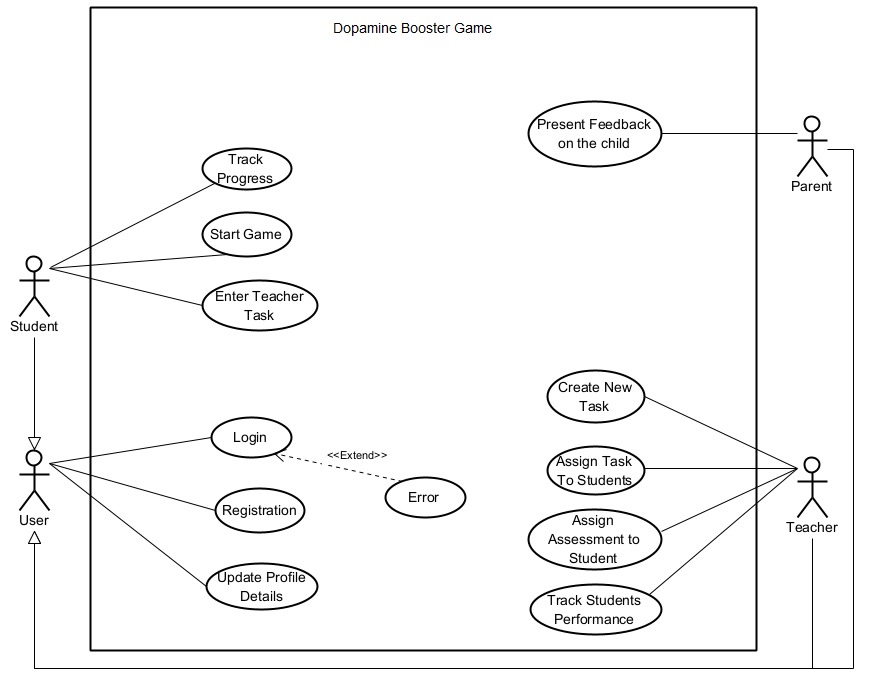 Dopamine Booster Game
Present Feedback
on the child
Parent
Track
Progress
Start Game
Enter Teacher
Task
Student
Create New
Task
Login
<<Extend>>
Error
Assign Task
To Students
User
Registration
Teacher
Assign
Assessment to
Student
Update Profile
Details
Track Students
Performance